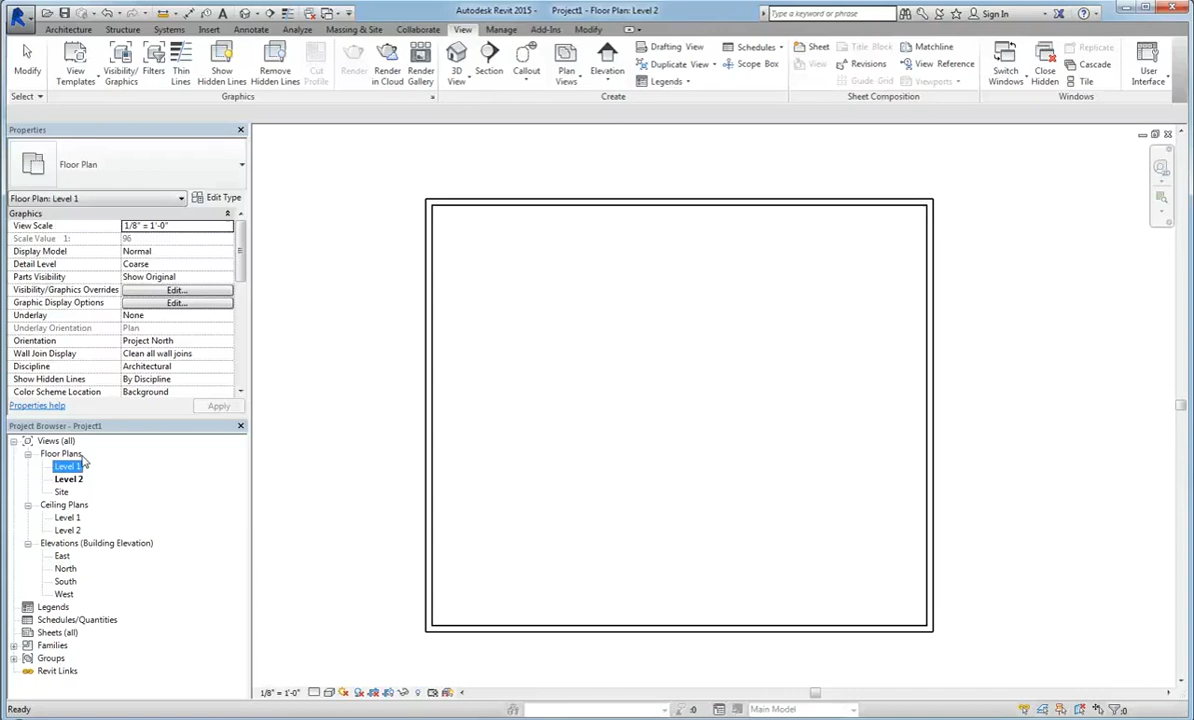 Autodesk Revit 2015 - Project1 - Floor Plan: Level 2
Type a keyword or phrase
Sign In
Architecture Structure Systems Insert Annotate Analyze Massing & Site Collaborate View Manage Add-Ins Modify
Modify
View Templates
Visibility/ Graphics
Filters
Thin Lines
Show Hidden Lines
Remove Hidden Lines
Cut Profile
Render
Render in Cloud
Render Gallery
3D View
Section
Callout
Plan Views
Elevation
Drafting View
Duplicate View
Legends
Schedules
Scope Box
Sheet
View
Title Block
Revisions
Guide Grid
Matchline
View Reference
Viewports
Switch Windows
Close Hidden
Replicate
Cascade
Tile
User Interface
Select
Graphics
Create
Sheet Composition
Windows
Properties
Floor Plan
Floor Plan: Level 1
Edit Type
Graphics
View Scale 1/8" = 1'-0"
Scale Value 1: 96
Display Model Normal
Detail Level Coarse
Parts Visibility Show Original
Visibility/Graphics Overrides Edit...
Graphic Display Options Edit...
Underlay None
Underlay Orientation Plan
Orientation Project North
Wall Join Display Clean all wall joins
Discipline Architectural
Show Hidden Lines By Discipline
Color Scheme Location Background
Properties help
Apply
Project Browser - Project1
Views (all)
Floor Plans
Level 1
Level 2
Site
Ceiling Plans
Level 1
Level 2
Elevations (Building Elevation)
East
North
South
West
Legends
Schedules/Quantities
Sheets (all)
Families
Groups
Revit Links
1/8" = 1'-0"
Ready
:0
Main Model
:0